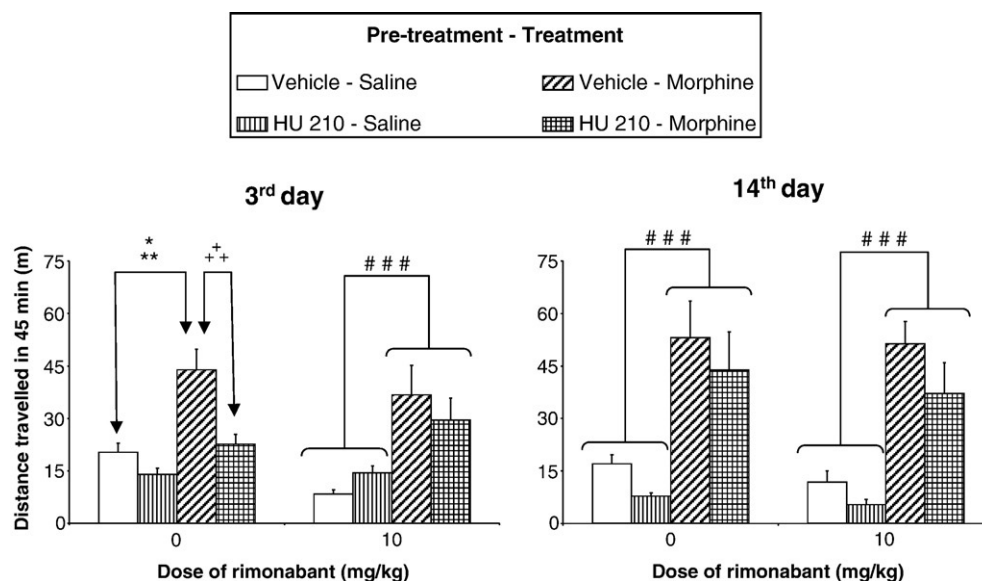 Pre-treatment - Treatment
Vehicle - Saline
Vehicle - Morphine
HU 210 - Saline
HU 210 - Morphine
3rd day
14th day
Distance travelled in 45 min (m)
75
60
45
30
15
0
*
**
+
++
# # #
0
10
Dose of rimonabant (mg/kg)
75
60
45
30
15
0
# # #
# # #
0
10
Dose of rimonabant (mg/kg)